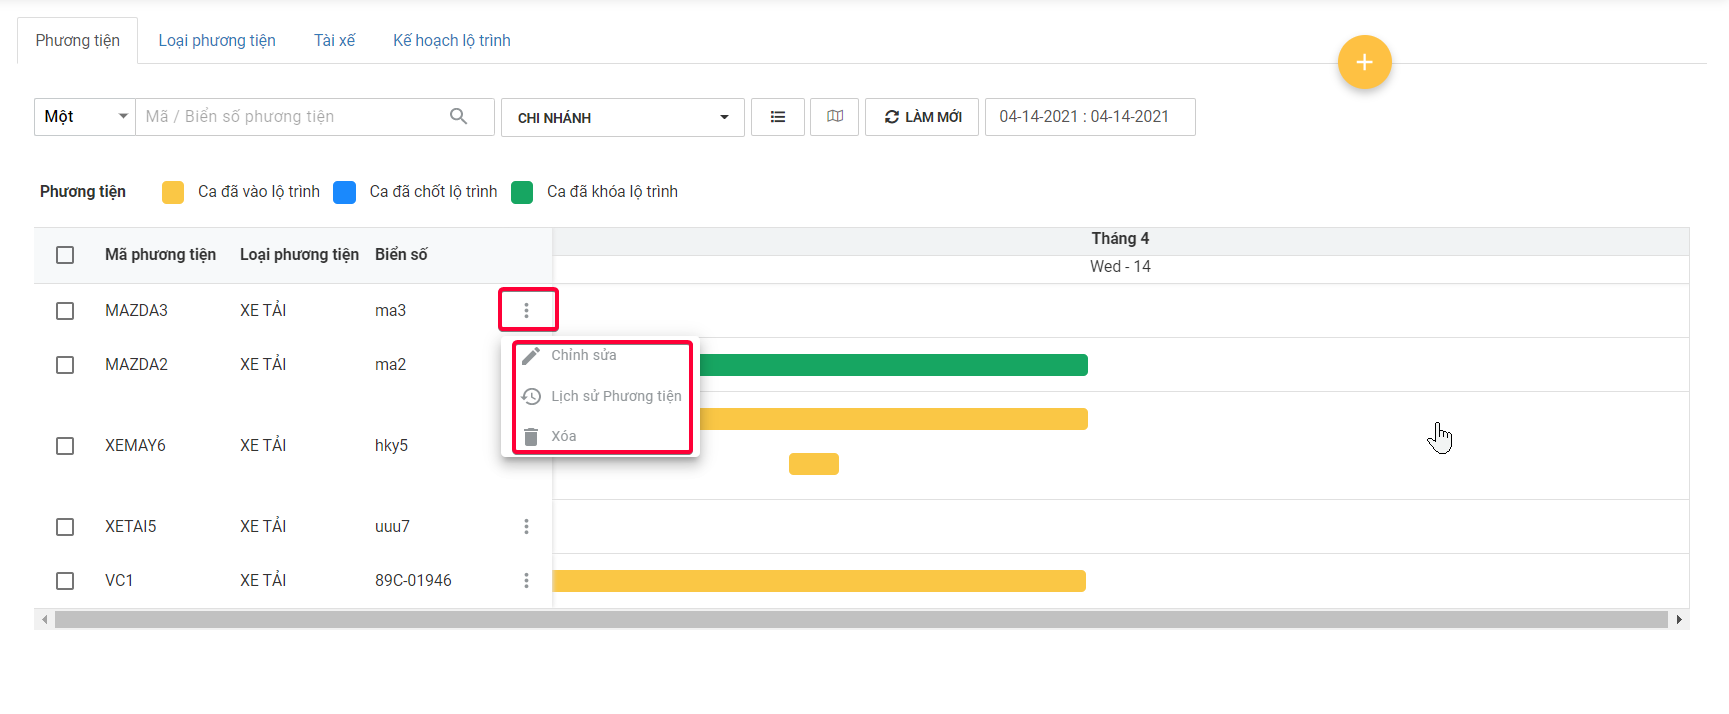 Phương tiện Loại phương tiện Tài xế Kế hoạch lộ trình
Một Mã / Biển số phương tiện CHI NHÁNH LÀM MỚI 04-14-2021 : 04-14-2021
Phương tiện Ca đã vào lộ trình Ca đã chốt lộ trình Ca đã khóa lộ trình
Tháng 4
Mã phương tiện Loại phương tiện Biển số
Wed - 14
MAZDA3 XE TẢI ma3
MAZDA2 XE TẢI ma2
Chỉnh sửa
Lịch sử Phương tiện
Xóa
XEMAY6 XE TẢI hky5
XETAI5 XE TẢI uuu7
VC1 XE TẢI 89C-01946